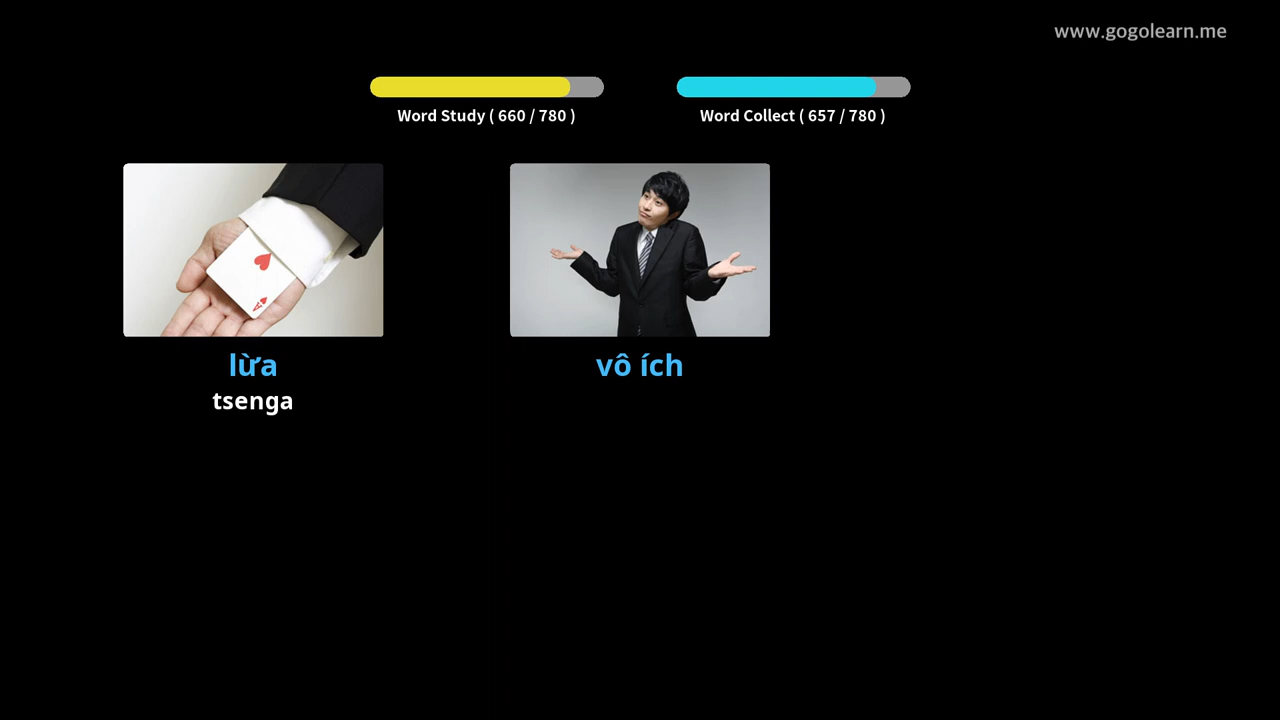 www.gogolearn.me
Word Study ( 660 / 780 )
Word Collect ( 657 / 780 )
A
lừa
vô ích
tsenga